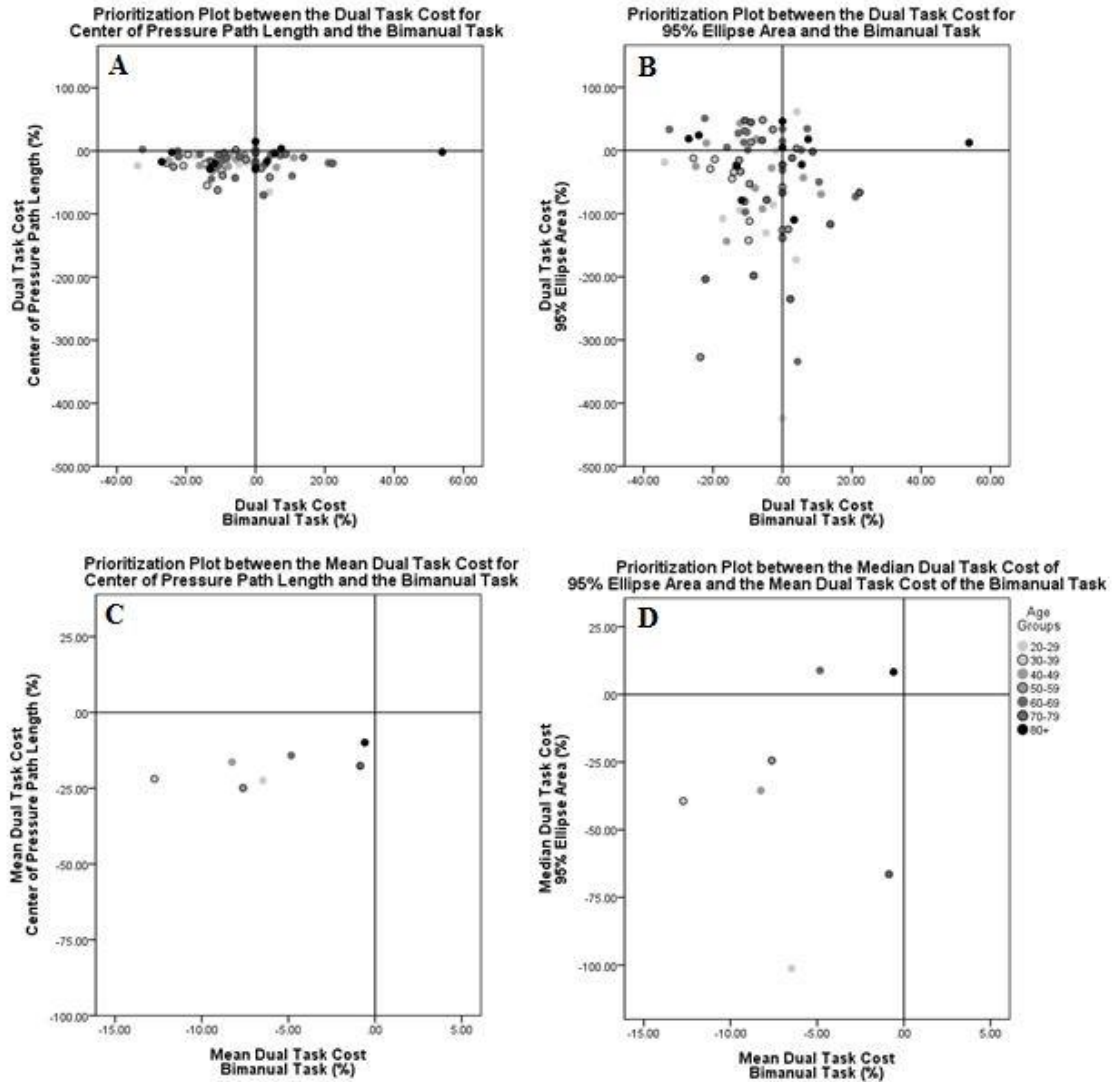 Prioritization Plot between the Dual Task Cost for
Center of Pressure Path Length and the Bimanual Task
A
100.00
.00
-100.00
-200.00
-300.00
-400.00
-500.00
Dual Task Cost
Center of Pressure Path Length (%)
-40.00 -20.00 .00 20.00 40.00 60.00
Dual Task Cost
Bimanual Task (%)
Prioritization Plot between the Dual Task Cost for
95% Ellipse Area and the Bimanual Task
B
100.00
.00
-100.00
-200.00
-300.00
-400.00
-500.00
Dual Task Cost
95% Ellipse Area (%)
-40.00 -20.00 .00 20.00 40.00 60.00
Dual Task Cost
Bimanual Task (%)
Prioritization Plot between the Mean Dual Task Cost for
Center of Pressure Path Length and the Bimanual Task
C
25.00
.00
-25.00
-50.00
-75.00
-100.00
Mean Dual Task Cost
Center of Pressure Path Length (%)
-15.00 -10.00 -5.00 .00 5.00
Mean Dual Task Cost
Bimanual Task (%)
Prioritization Plot between the Median Dual Task Cost of
95% Ellipse Area and the Mean Dual Task Cost of the Bimanual Task
D
25.00
.00
-25.00
-50.00
-75.00
-100.00
Median Dual Task Cost
95% Ellipse Area (%)
-15.00 -10.00 -5.00 .00 5.00
Mean Dual Task Cost
Bimanual Task (%)
Age
Groups
20-29
30-39
40-49
50-59
60-69
70-79
80+